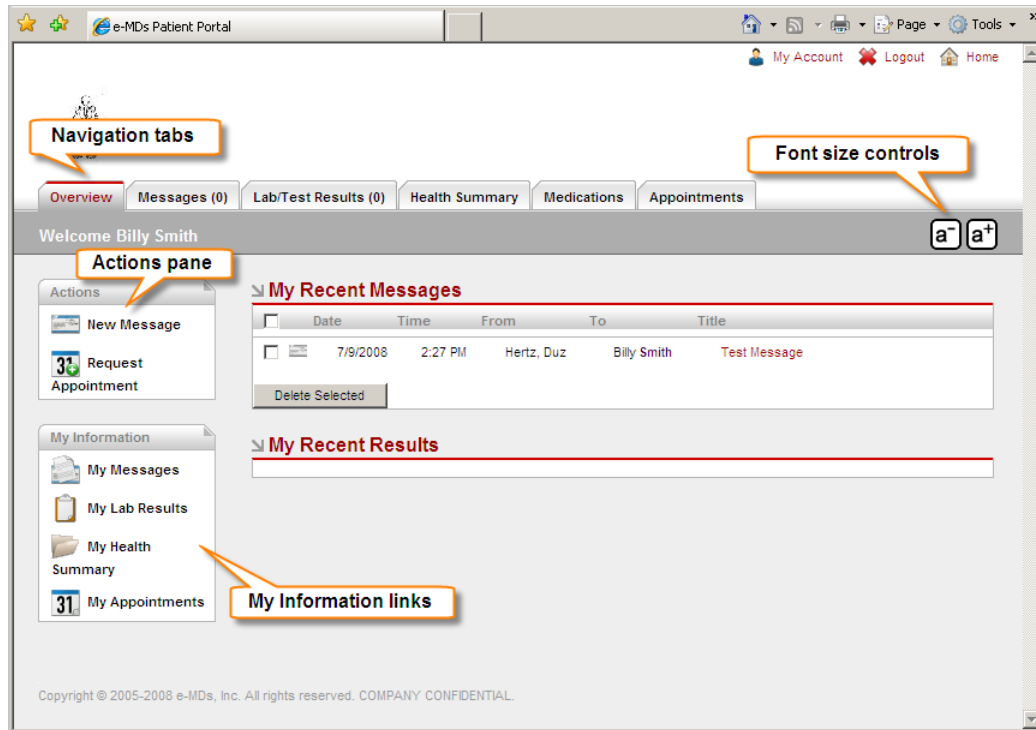 e-MDs Patient Portal
Page
Tools
»
My Account Logout Home
Navigation tabs
Font size controls
Overview Messages (0) Lab/Test Results (0) Health Summary Medications Appointments
Welcome Billy Smith
a- a+
Actions pane
Actions
New Message
31 Request
Appointment
My Recent Messages
Date Time From To Title
7/9/2008 2:27 PM Hertz, Duz Billy Smith Test Message
Delete Selected
My Information
My Messages
My Lab Results
My Health
Summary
31 My Appointments
My Recent Results
My Information links
Copyright © 2005-2008 e-MDs, Inc. All rights reserved. COMPANY CONFIDENTIAL.